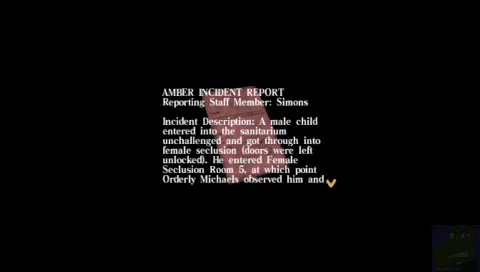 AMBER INCIDENT REPORT
Reporting Staff Member: Simons
Incident Description: A male child
entered into the sanitarium
unchallenged and got through into
female seclusion (doors were left
unlocked). He entered Female
Seclusion Room 5, at which point
Orderly Michaels observed him and